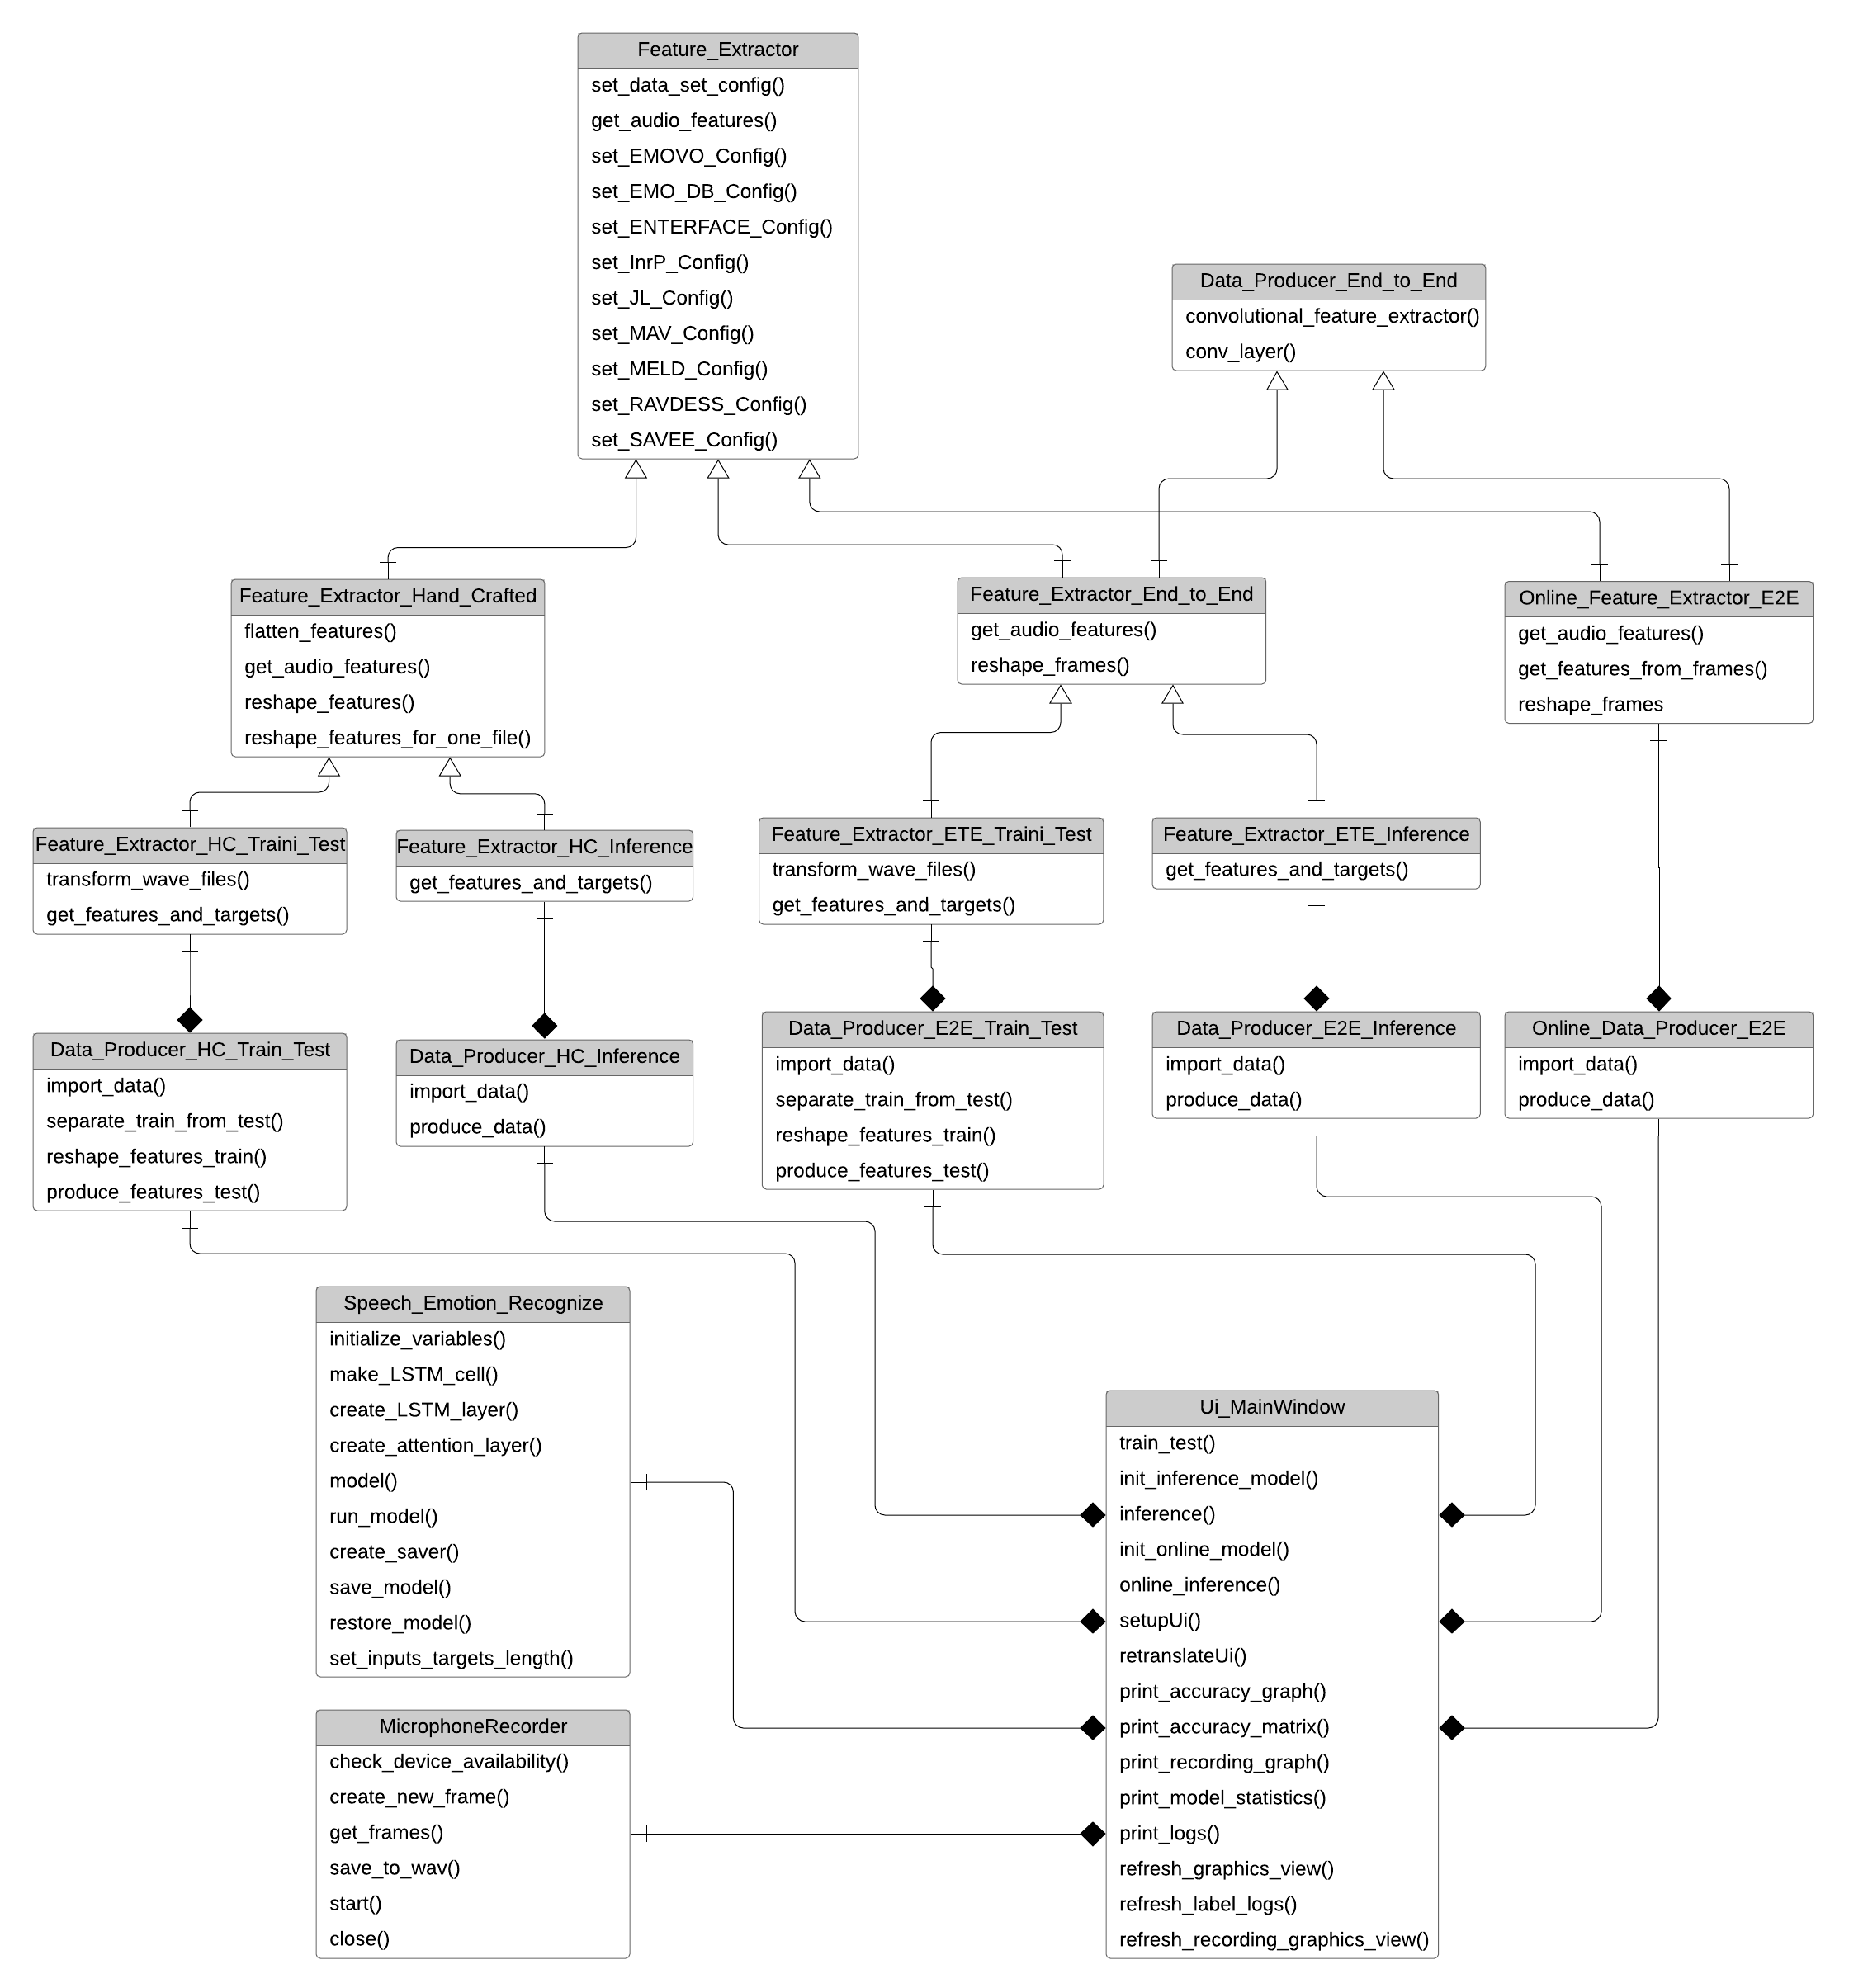 Feature_Extractor
set_data_set_config()
get_audio_features()
set_EMOVO_Config()
set_EMO_DB_Config()
set_ENTERFACE_Config()
set_InrP_Config()
set_JL_Config()
set_MAV_Config()
set_MELD_Config()
set_RAVDESS_Config()
set_SAVEE_Config()
Data_Producer_End_to_End
convolutional_feature_extractor()
conv_layer()
Feature_Extractor_Hand_Crafted
flatten_features()
get_audio_features()
reshape_features()
reshape_features_for_one_file()
Feature_Extractor_End_to_End
get_audio_features()
reshape_frames()
Online_Feature_Extractor_E2E
get_audio_features()
get_features_from_frames()
reshape_frames
Feature_Extractor_HC_Traini_Test
transform_wave_files()
get_features_and_targets()
Feature_Extractor_HC_Inference
get_features_and_targets()
Feature_Extractor_ETE_Traini_Test
transform_wave_files()
get_features_and_targets()
Feature_Extractor_ETE_Inference
get_features_and_targets()
Data_Producer_HC_Train_Test
import_data()
separate_train_from_test()
reshape_features_train()
produce_features_test()
Data_Producer_HC_Inference
import_data()
produce_data()
Data_Producer_E2E_Train_Test
import_data()
separate_train_from_test()
reshape_features_train()
produce_features_test()
Data_Producer_E2E_Inference
import_data()
produce_data()
Online_Data_Producer_E2E
import_data()
produce_data()
Speech_Emotion_Recognize
initialize_variables()
make_LSTM_cell()
create_LSTM_layer()
create_attention_layer()
model()
run_model()
create_saver()
save_model()
restore_model()
set_inputs_targets_length()
MicrophoneRecorder
check_device_availability()
create_new_frame()
get_frames()
save_to_wav()
start()
close()
Ui_MainWindow
train_test()
init_inference_model()
inference()
init_online_model()
online_inference()
setupUi()
retranslateUi()
print_accuracy_graph()
print_accuracy_matrix()
print_recording_graph()
print_model_statistics()
print_logs()
refresh_graphics_view()
refresh_label_logs()
refresh_recording_graphics_view()